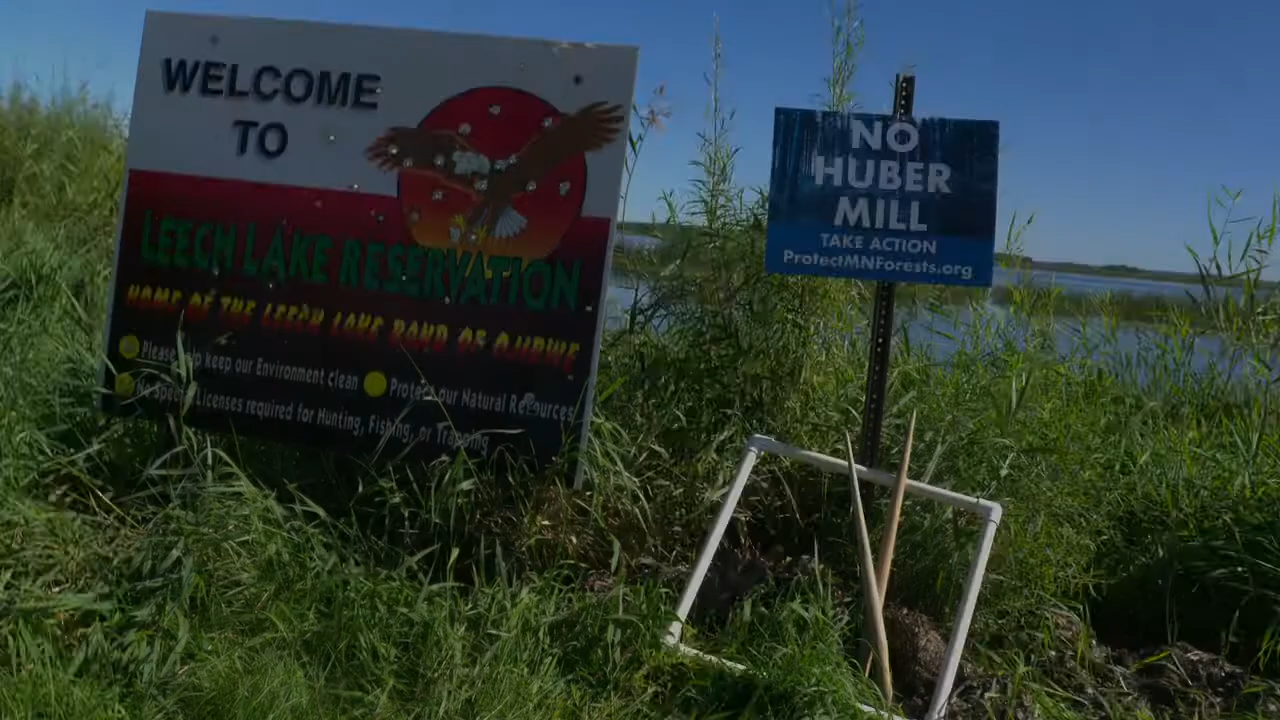 WELCOME
TO
LEECH LAKE RESERVATION
HOME OF THE LEECH LAKE BAND OF OJIBWE
Please help keep our Environment clean
Protect our Natural Resources
No Special Licenses required for Hunting, Fishing, or Trapping
NO
HUBER
MILL
TAKE ACTION
ProtectMNForests.org